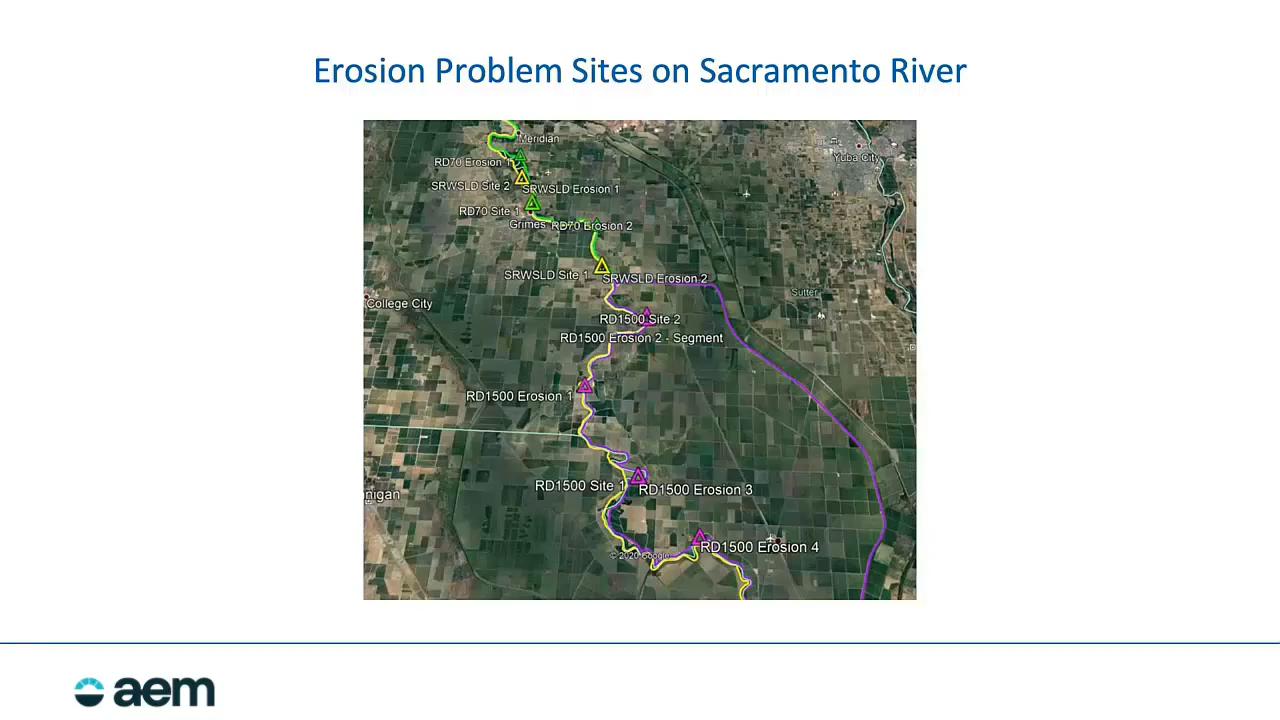 Erosion Problem Sites on Sacramento River
Meridian
Yuba City
RD70 Erosion 1
SRWSLD Site 2
SRWSLD Erosion 1
RD70 Site 1
Grimes
RD70 Erosion 2
SRWSLD Site 1
SRWSLD Erosion 2
Sutter
College City
RD1500 Site 2
RD1500 Erosion 2 - Segment
RD1500 Erosion 1
RD1500 Site 1
RD1500 Erosion 3
nigan
RD1500 Erosion 4
© 2020 Google
aem